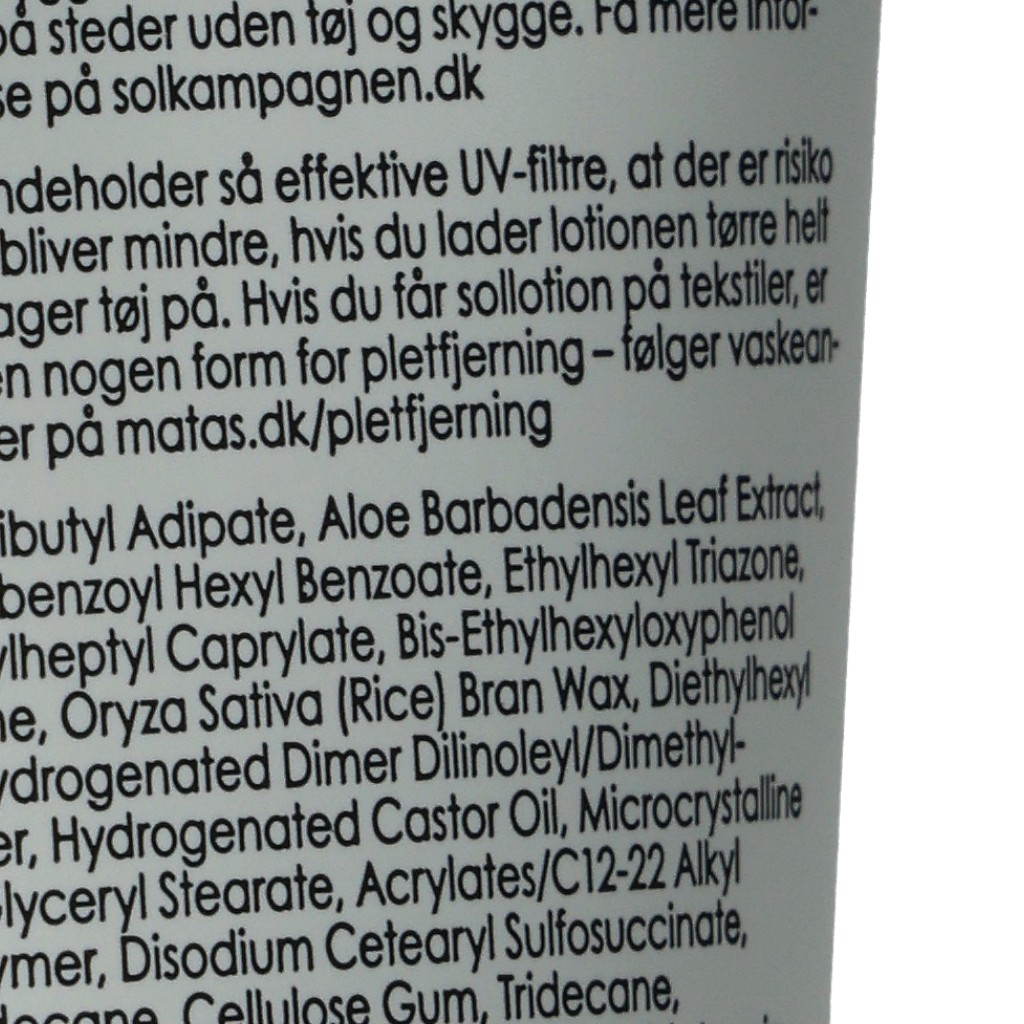 på steder uden tøj og skygge. Få mere infor-
se på solkampagnen.dk
ndeholder så effektive UV-filtre, at der er risiko
bliver mindre, hvis du lader lotionen tørre helt
ager tøj på. Hvis du får sollotion på tekstiler, er
en nogen form for pletfjerning – følger vaskean-
er på matas.dk/pletfjerning
ibutyl Adipate, Aloe Barbadensis Leaf Extract,
benzoyl Hexyl Benzoate, Ethylhexyl Triazone,
ylheptyl Caprylate, Bis-Ethylhexyloxyphenol
ne, Oryza Sativa (Rice) Bran Wax, Diethylhexyl
ydrogenated Dimer Dilinoleyl/Dimethyl-
er, Hydrogenated Castor Oil, Microcrystalline
Glyceryl Stearate, Acrylates/C12-22 Alkyl
ymer, Disodium Cetearyl Sulfosuccinate,
decane, Cellulose Gum, Tridecane,